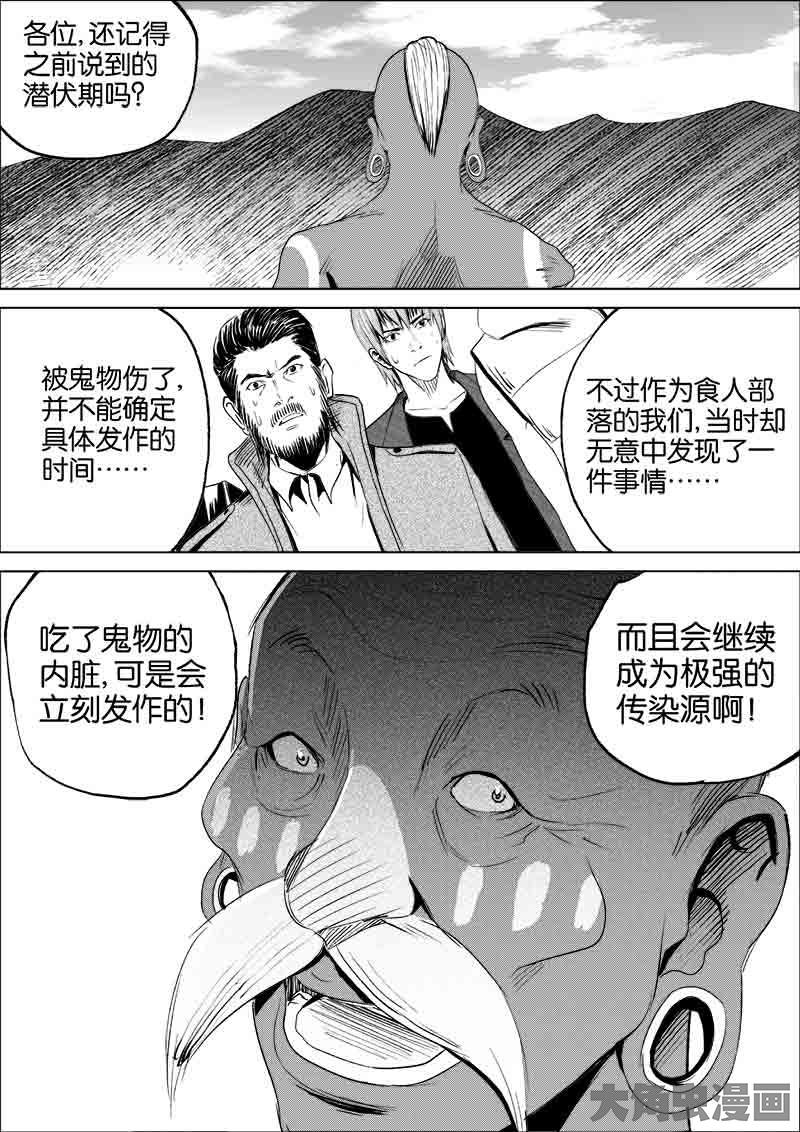 各位,还记得
之前说到的
潜伏期吗?
被鬼物伤了,
并不能确定
具体发作的
时间……
不过作为食人部
落的我们,当时却
无意中发现了一
件事情……
吃了鬼物的
内脏,可是会
立刻发作的!
而且会继续
成为极强的
传染源啊!
大角虫漫画